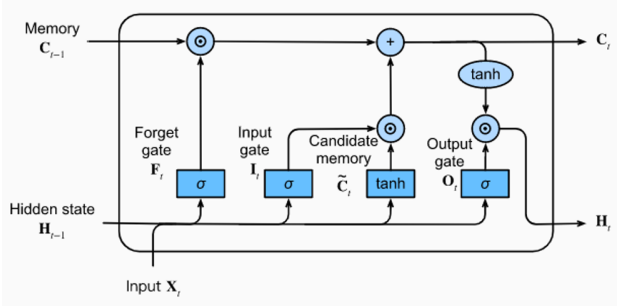 Memory
C_{t−1}
⊙
+
C_t
tanh
Forget
gate
F_t
Input
gate
I_t
Candidate
memory
C̃_t
⊙
Output
gate
O_t
⊙
σ
σ
tanh
σ
Hidden state
H_{t−1}
H_t
Input X_t